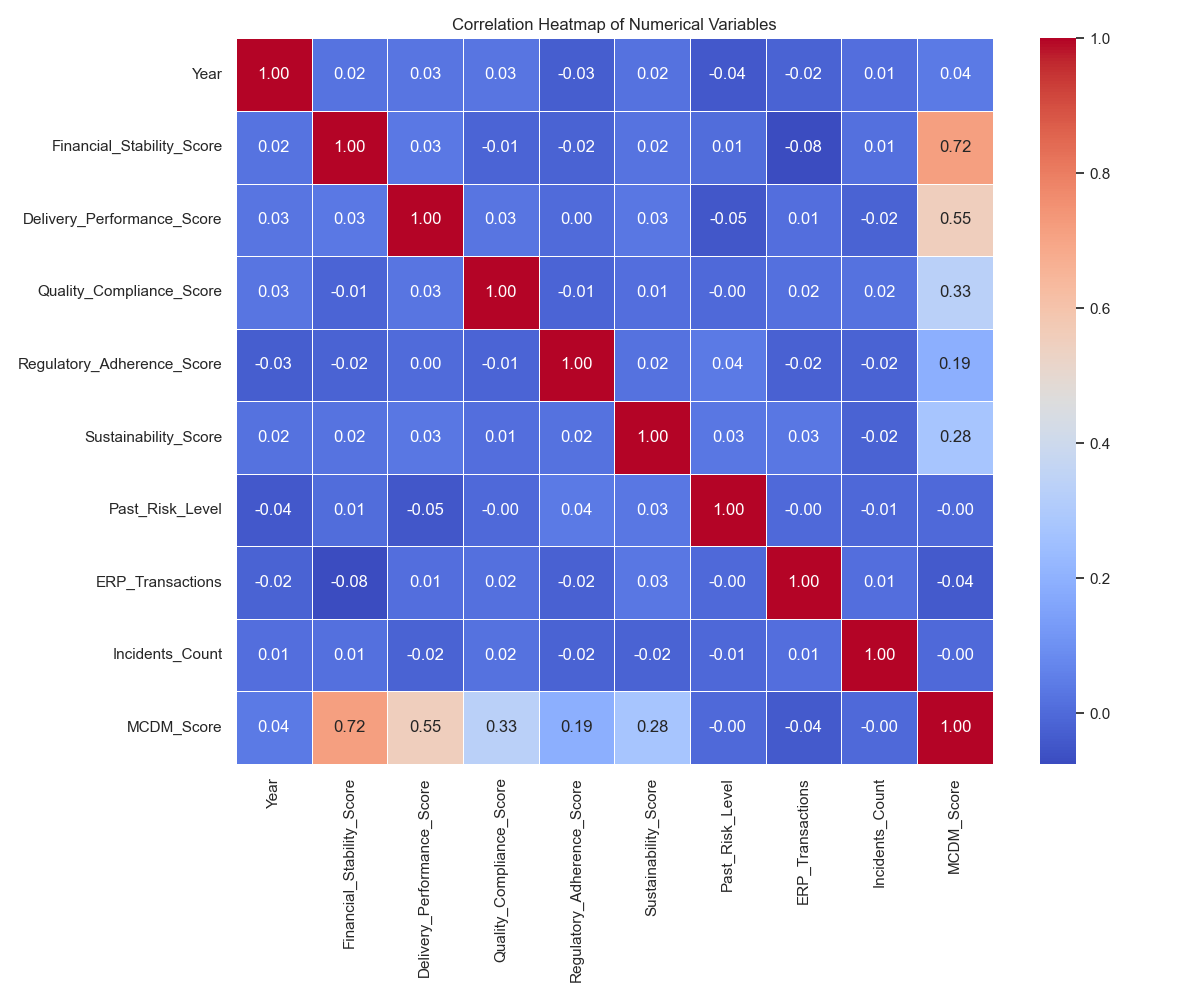 Correlation Heatmap of Numerical Variables
Year 1.00 0.02 0.03 0.03 -0.03 0.02 -0.04 -0.02 0.01 0.04
Financial_Stability_Score 0.02 1.00 0.03 -0.01 -0.02 0.02 0.01 -0.08 0.01 0.72
Delivery_Performance_Score 0.03 0.03 1.00 0.03 0.00 0.03 -0.05 0.01 -0.02 0.55
Quality_Compliance_Score 0.03 -0.01 0.03 1.00 -0.01 0.01 -0.00 0.02 0.02 0.33
Regulatory_Adherence_Score -0.03 -0.02 0.00 -0.01 1.00 0.02 0.04 -0.02 -0.02 0.19
Sustainability_Score 0.02 0.02 0.03 0.01 0.02 1.00 0.03 0.03 -0.02 0.28
Past_Risk_Level -0.04 0.01 -0.05 -0.00 0.04 0.03 1.00 -0.00 -0.01 -0.00
ERP_Transactions -0.02 -0.08 0.01 0.02 -0.02 0.03 -0.00 1.00 0.01 -0.04
Incidents_Count 0.01 0.01 -0.02 0.02 -0.02 -0.02 -0.01 0.01 1.00 -0.00
MCDM_Score 0.04 0.72 0.55 0.33 0.19 0.28 -0.00 -0.04 -0.00 1.00
Year
Financial_Stability_Score
Delivery_Performance_Score
Quality_Compliance_Score
Regulatory_Adherence_Score
Sustainability_Score
Past_Risk_Level
ERP_Transactions
Incidents_Count
MCDM_Score
1.0
0.8
0.6
0.4
0.2
0.0